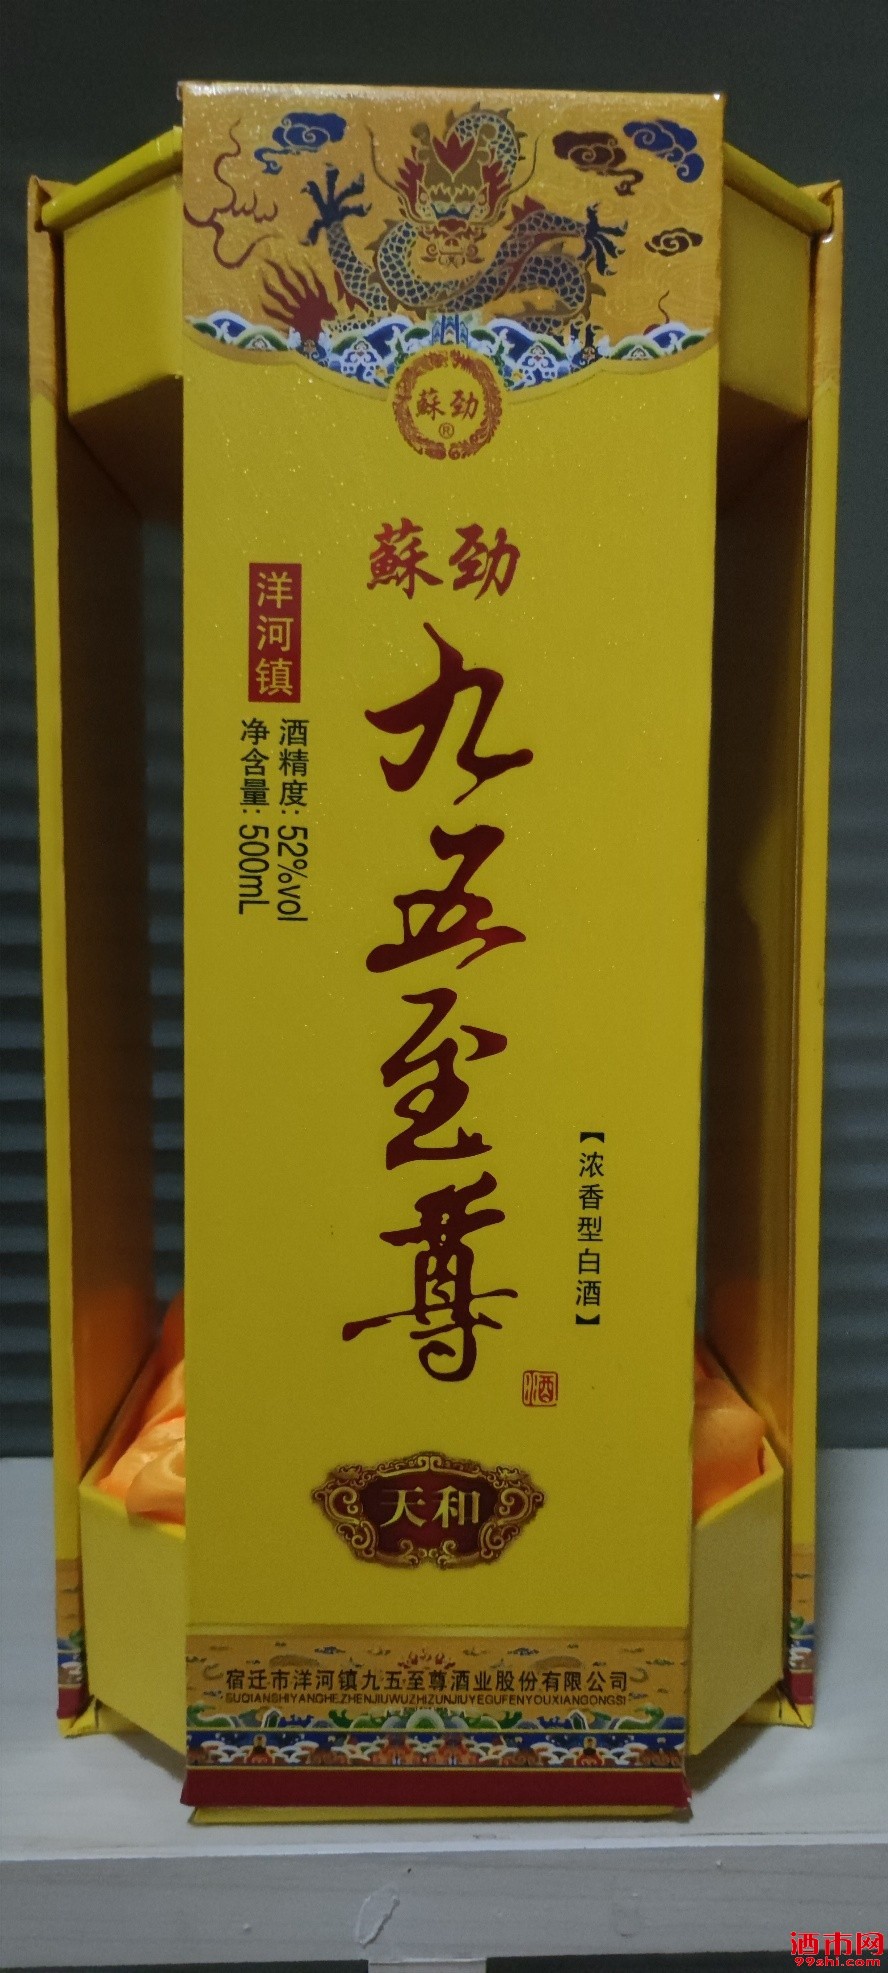 蘇劲
®
蘇劲
洋河镇
酒精度：52%vol
净含量：500mL
九五至尊
【浓香型白酒】
酒
天和
宿迁市洋河镇九五至尊酒业股份有限公司
SUQIANSHIYANGHEZHENJIUWUZHIZUNJIUYEGUFENYOUXIANGONGSI
酒市网
99shi.com